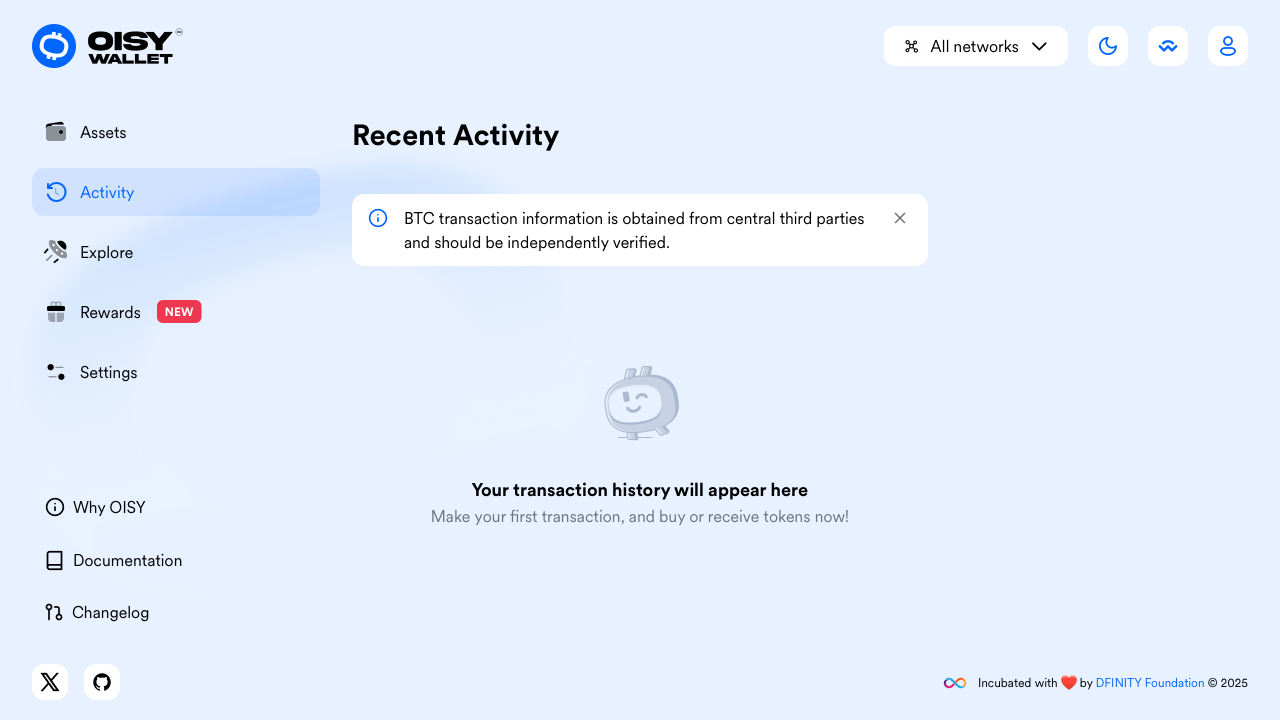 OISY
WALLET
All networks
Assets
Activity
Explore
Rewards
NEW
Settings
Why OISY
Documentation
Changelog
Recent Activity
BTC transaction information is obtained from central third parties
and should be independently verified.
Your transaction history will appear here
Make your first transaction, and buy or receive tokens now!
Incubated with ❤️ by DFINITY Foundation © 2025